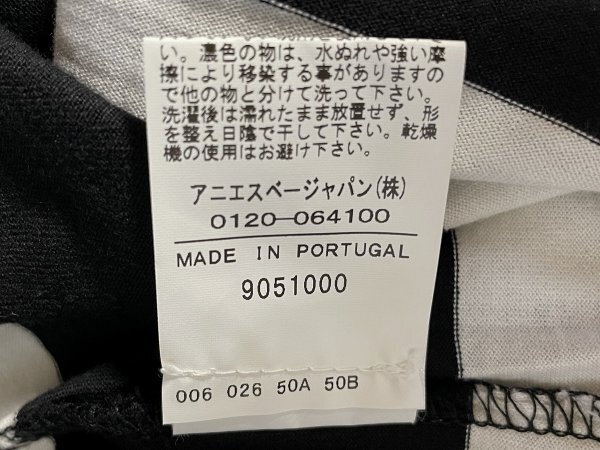 い。濃色の物は、水ぬれや強い摩
擦により移染する事がありますの
で他の物と分けて洗って下さい。
洗濯後は濡れたまま放置せず、形
を整え日陰で干して下さい。乾燥
機の使用はお避け下さい。
アニエスベージャパン(株)
0120-064100
MADE IN PORTUGAL
9051000
006 026 50A 50B